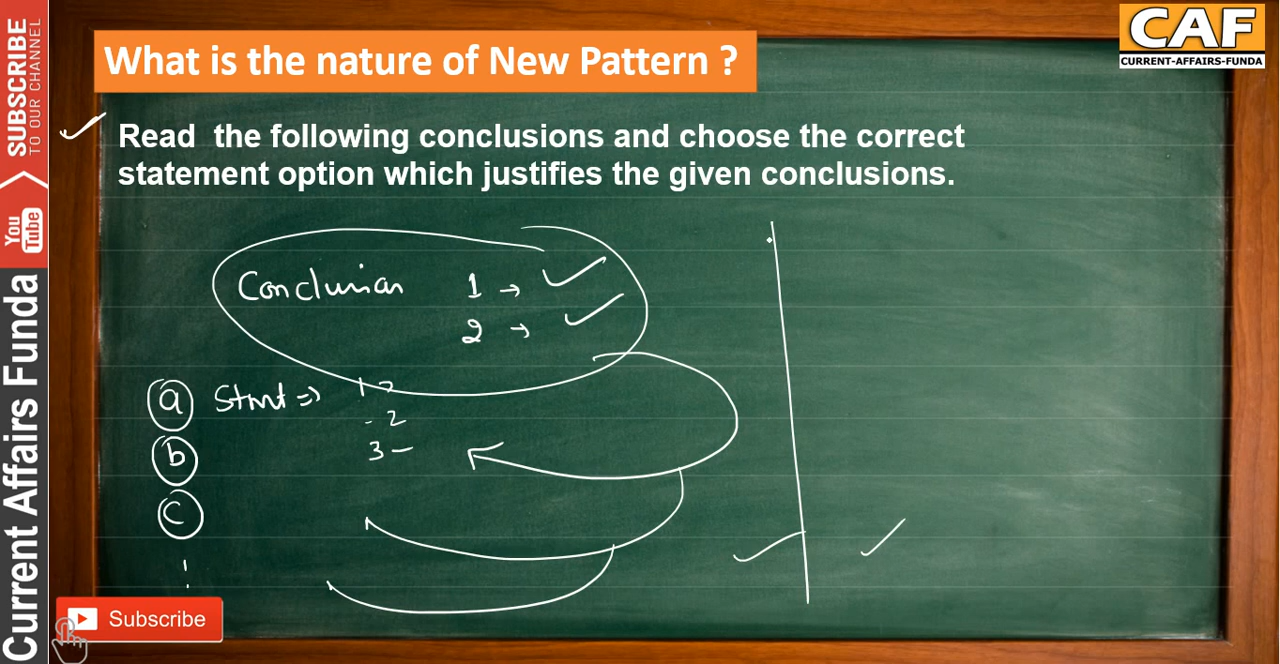 SUBSCRIBE
TO OUR CHANNEL
You
Tube
Current Affairs Funda
CAF
CURRENT-AFFAIRS-FUNDA
What is the nature of New Pattern ?
Read the following conclusions and choose the correct
statement option which justifies the given conclusions.
Conclusion 1 →
2 →
a Stmt ⇒ 1 →
- 2
b 3 -
c
Subscribe